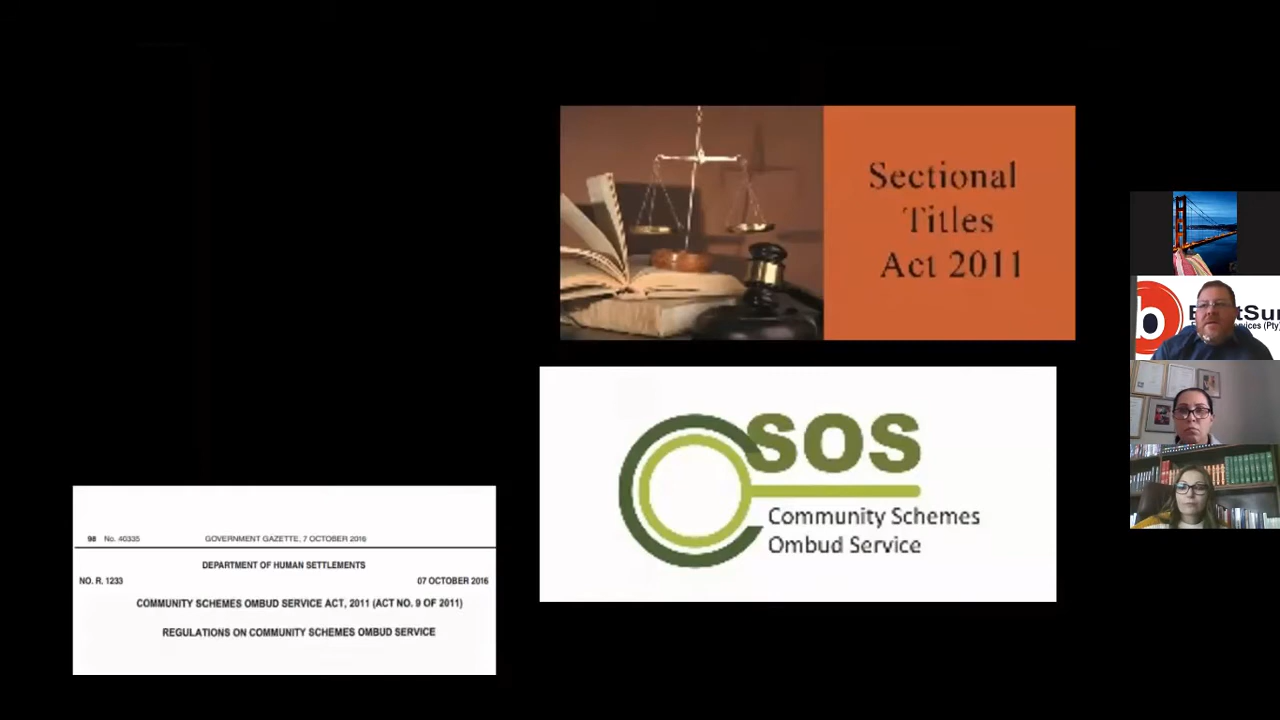 Sectional
Titles
Act 2011
CSOS
Community Schemes
Ombud Service
98 No. 40335 GOVERNMENT GAZETTE, 7 OCTOBER 2016
DEPARTMENT OF HUMAN SETTLEMENTS
NO. R. 1233 07 OCTOBER 2016
COMMUNITY SCHEMES OMBUD SERVICE ACT, 2011 (ACT NO. 9 OF 2011)
REGULATIONS ON COMMUNITY SCHEMES OMBUD SERVICE
b
(Pty)